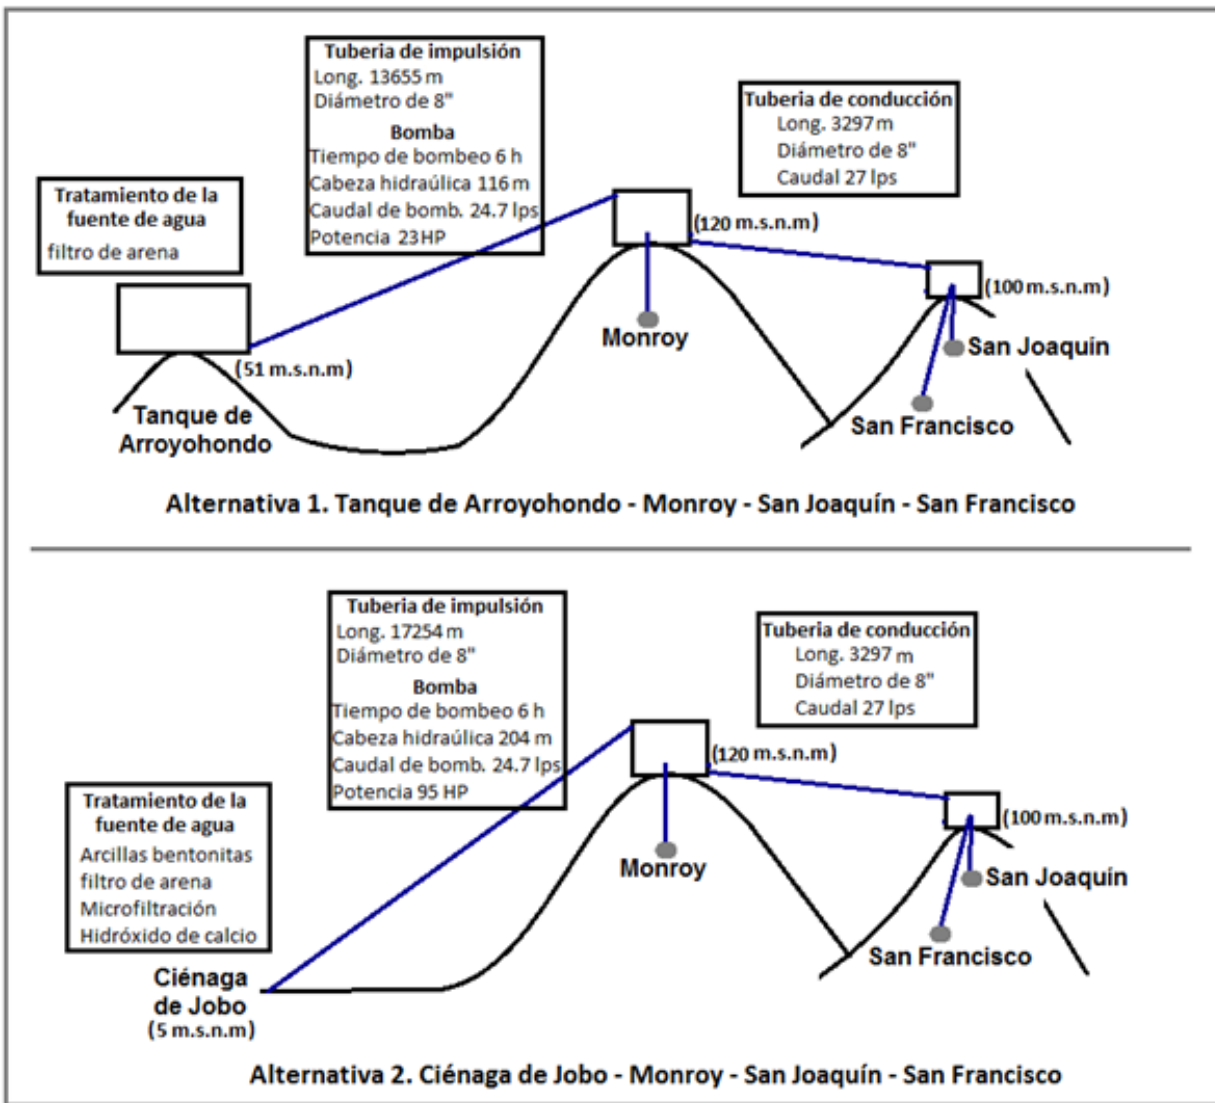 Tuberia de impulsión
Long. 13655 m
Diámetro de 8"
Bomba
Tiempo de bombeo 6 h
Cabeza hidraúlica 116 m
Caudal de bomb. 24.7 lps
Potencia 23HP
Tuberia de conducción
Long. 3297 m
Diámetro de 8"
Caudal 27 lps
Tratamiento de la
fuente de agua
filtro de arena
(120 m.s.n.m)
(100 m.s.n.m)
Monroy
San Joaquín
(51 m.s.n.m)
San Francisco
Tanque de
Arroyohondo
Alternativa 1. Tanque de Arroyohondo - Monroy - San Joaquín - San Francisco
Tuberia de impulsión
Long. 17254 m
Diámetro de 8"
Bomba
Tiempo de bombeo 6 h
Cabeza hidraúlica 204 m
Caudal de bomb. 24.7 lps
Potencia 95 HP
Tuberia de conducción
Long. 3297 m
Diámetro de 8"
Caudal 27 lps
(120 m.s.n.m)
Tratamiento de la
fuente de agua
Arcillas bentonitas
filtro de arena
Microfiltración
Hidróxido de calcio
(100 m.s.n.m)
Monroy
San Joaquín
San Francisco
Ciénaga
de Jobo
(5 m.s.n.m)
Alternativa 2. Ciénaga de Jobo - Monroy - San Joaquín - San Francisco